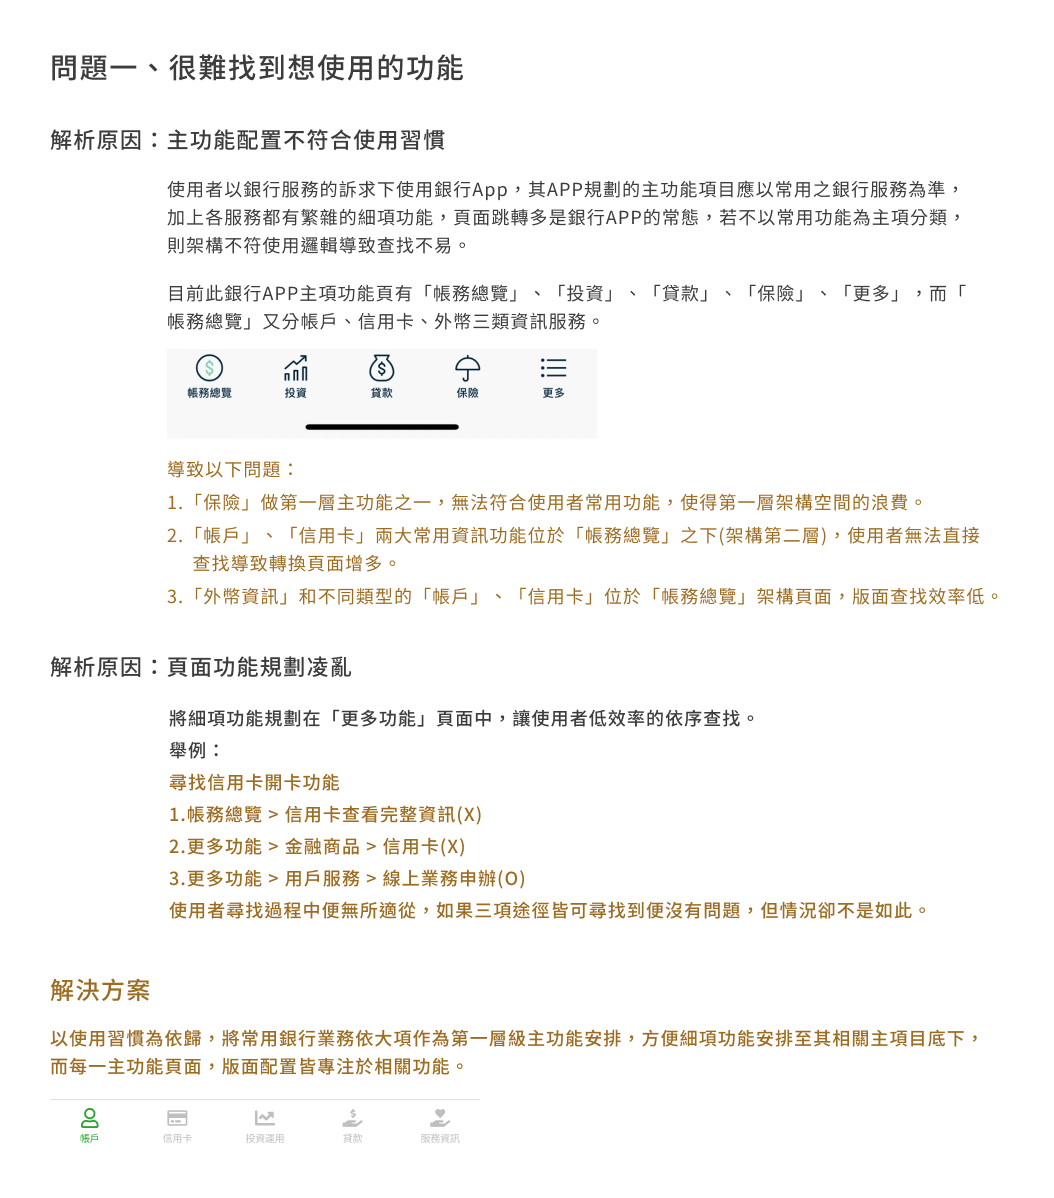 問題一、很難找到想使用的功能
解析原因：主功能配置不符合使用習慣
使用者以銀行服務的訴求下使用銀行App，其APP規劃的主功能項目應以常用之銀行服務為準，
加上各服務都有繁雜的細項功能，頁面跳轉多是銀行APP的常態，若不以常用功能為主項分類，
則架構不符使用邏輯導致查找不易。
目前此銀行APP主項功能頁有「帳務總覽」、「投資」、「貸款」、「保險」、「更多」，而「
帳務總覽」又分帳戶、信用卡、外幣三類資訊服務。
帳務總覽 投資 貸款 保險 更多
導致以下問題：
1.「保險」做第一層主功能之一，無法符合使用者常用功能，使得第一層架構空間的浪費。
2.「帳戶」、「信用卡」兩大常用資訊功能位於「帳務總覽」之下(架構第二層)，使用者無法直接
查找導致轉換頁面增多。
3.「外幣資訊」和不同類型的「帳戶」、「信用卡」位於「帳務總覽」架構頁面，版面查找效率低。
解析原因：頁面功能規劃凌亂
將細項功能規劃在「更多功能」頁面中，讓使用者低效率的依序查找。
舉例：
尋找信用卡開卡功能
1.帳務總覽 > 信用卡查看完整資訊(X)
2.更多功能 > 金融商品 > 信用卡(X)
3.更多功能 > 用戶服務 > 線上業務申辦(O)
使用者尋找過程中便無所適從，如果三項途徑皆可尋找到便沒有問題，但情況卻不是如此。
解決方案
以使用習慣為依歸，將常用銀行業務依大項作為第一層級主功能安排，方便細項功能安排至其相關主項目底下，
而每一主功能頁面，版面配置皆專注於相關功能。
帳戶 信用卡 投資運用 貸款 服務資訊